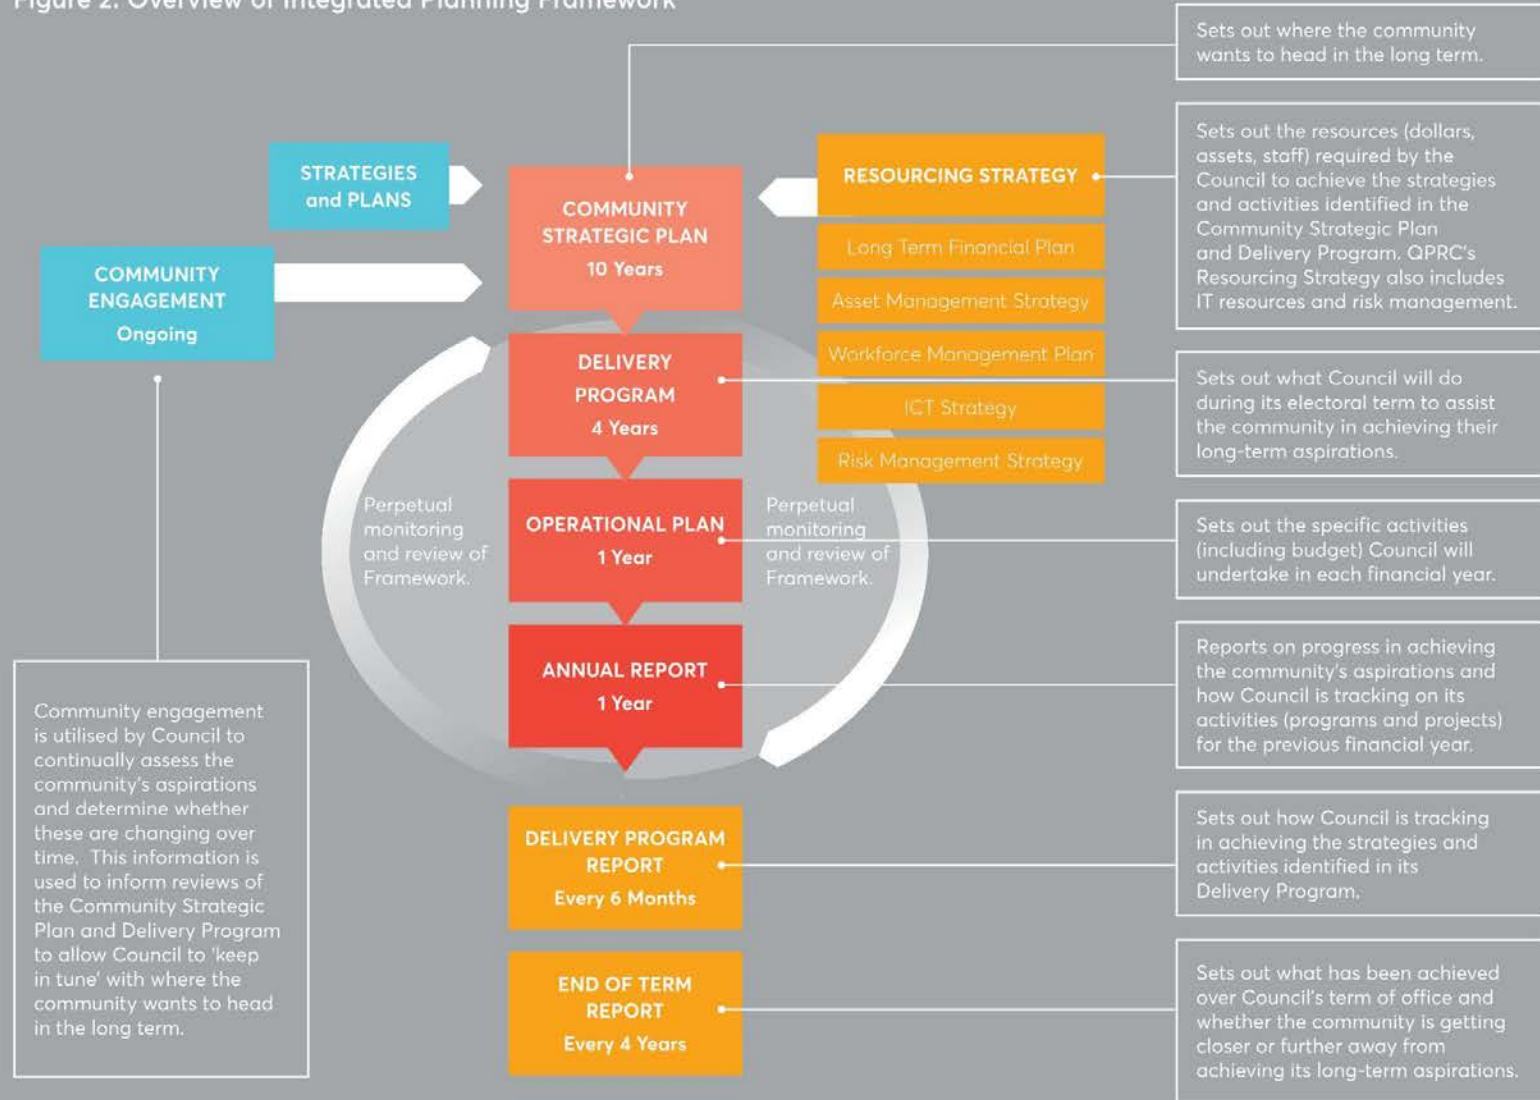 Figure 2. Overview of Integrated Planning Framework
Sets out where the community
wants to head in the long term.
STRATEGIES
and PLANS
COMMUNITY
STRATEGIC PLAN
10 Years
RESOURCING STRATEGY
Long Term Financial Plan
Asset Management Strategy
Workforce Management Plan
ICT Strategy
Risk Management Strategy
Sets out the resources (dollars,
assets, staff) required by the
Council to achieve the strategies
and activities identified in the
Community Strategic Plan
and Delivery Program. QPRC's
Resourcing Strategy also includes
IT resources and risk management.
COMMUNITY
ENGAGEMENT
Ongoing
DELIVERY
PROGRAM
4 Years
Sets out what Council will do
during its electoral term to assist
the community in achieving their
long-term aspirations.
Perpetual
monitoring
and review of
Framework.
OPERATIONAL PLAN
1 Year
Perpetual
monitoring
and review of
Framework.
Sets out the specific activities
(including budget) Council will
undertake in each financial year.
ANNUAL REPORT
1 Year
Reports on progress in achieving
the community's aspirations and
how Council is tracking on its
activities (programs and projects)
for the previous financial year.
Community engagement
is utilised by Council to
continually assess the
community's aspirations
and determine whether
these are changing over
time. This information is
used to inform reviews of
the Community Strategic
Plan and Delivery Program
to allow Council to 'keep
in tune' with where the
community wants to head
in the long term.
DELIVERY PROGRAM
REPORT
Every 6 Months
Sets out how Council is tracking
in achieving the strategies and
activities identified in its
Delivery Program.
END OF TERM
REPORT
Every 4 Years
Sets out what has been achieved
over Council's term of office and
whether the community is getting
closer or further away from
achieving its long-term aspirations.